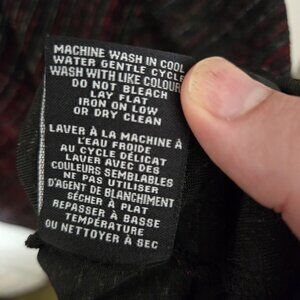 MACHINE WASH IN COOL
WATER GENTLE CYCLE
WASH WITH LIKE COLOUR
DO NOT BLEACH
LAY FLAT
IRON ON LOW
OR DRY CLEAN
LAVER À LA MACHINE À
L'EAU FROIDE
AU CYCLE DÉLICAT
LAVER AVEC DES
COULEURS SEMBLABLES
NE PAS UTILISER
D'AGENT DE BLANCHIMENT
SÉCHER À PLAT
REPASSER À BASSE
TEMPÉRATURE
OU NETTOYER À SEC